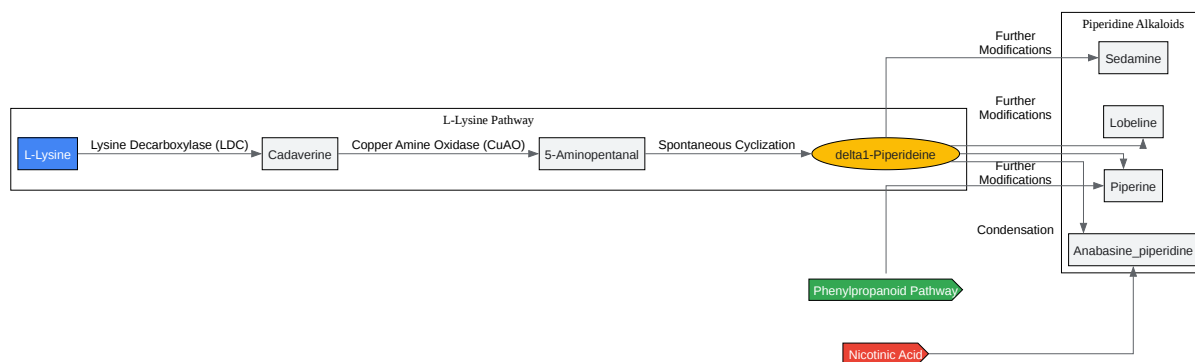 Piperidine Alkaloids
Further
Modifications
Sedamine
Further
Modifications
Lobeline
L-Lysine Pathway
L-Lysine
Lysine Decarboxylase (LDC)
Cadaverine
Copper Amine Oxidase (CuAO)
5-Aminopentanal
Spontaneous Cyclization
delta1-Piperideine
Further
Modifications
Piperine
Condensation
Anabasine_piperidine
Phenylpropanoid Pathway
Nicotinic Acid